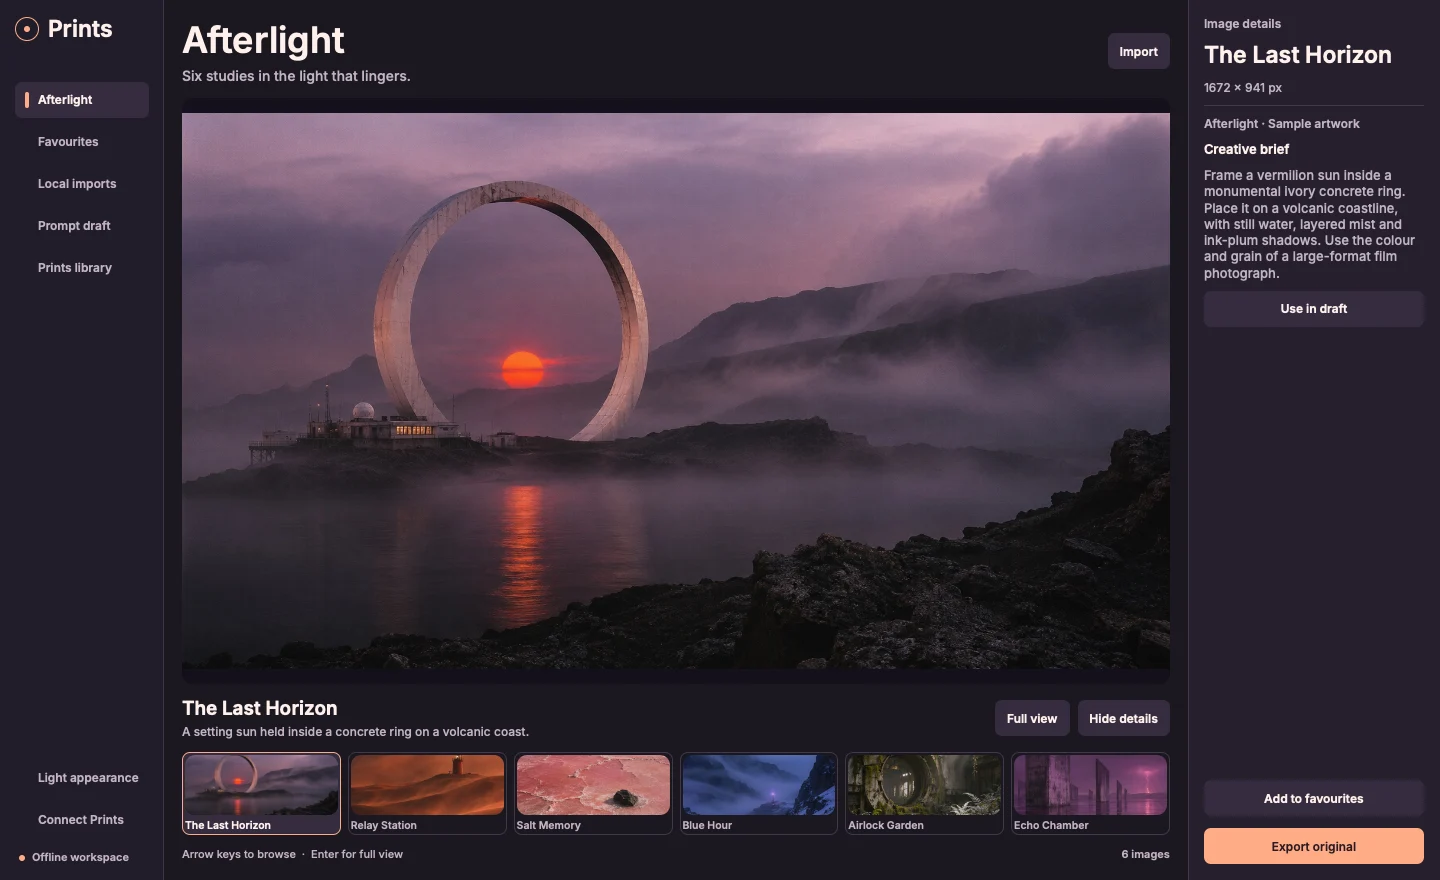 Prints
Afterlight
Favourites
Local imports
Prompt draft
Prints library
Light appearance
Connect Prints
Offline workspace
Afterlight
Six studies in the light that lingers.
Import
The Last Horizon
A setting sun held inside a concrete ring on a volcanic coast.
Full view
Hide details
The Last Horizon
Relay Station
Salt Memory
Blue Hour
Airlock Garden
Echo Chamber
Arrow keys to browse · Enter for full view
6 images
Image details
The Last Horizon
1672 × 941 px
Afterlight · Sample artwork
Creative brief
Frame a vermilion sun inside a
monumental ivory concrete ring.
Place it on a volcanic coastline,
with still water, layered mist and
ink-plum shadows. Use the colour
and grain of a large-format film
photograph.
Use in draft
Add to favourites
Export original